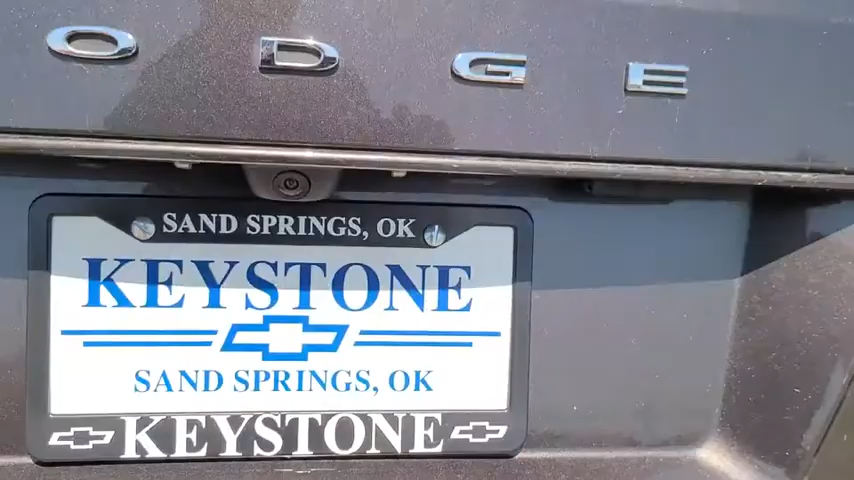 ODGE
SAND SPRINGS, OK
KEYSTONE
SAND SPRINGS, OK
KEYSTONE